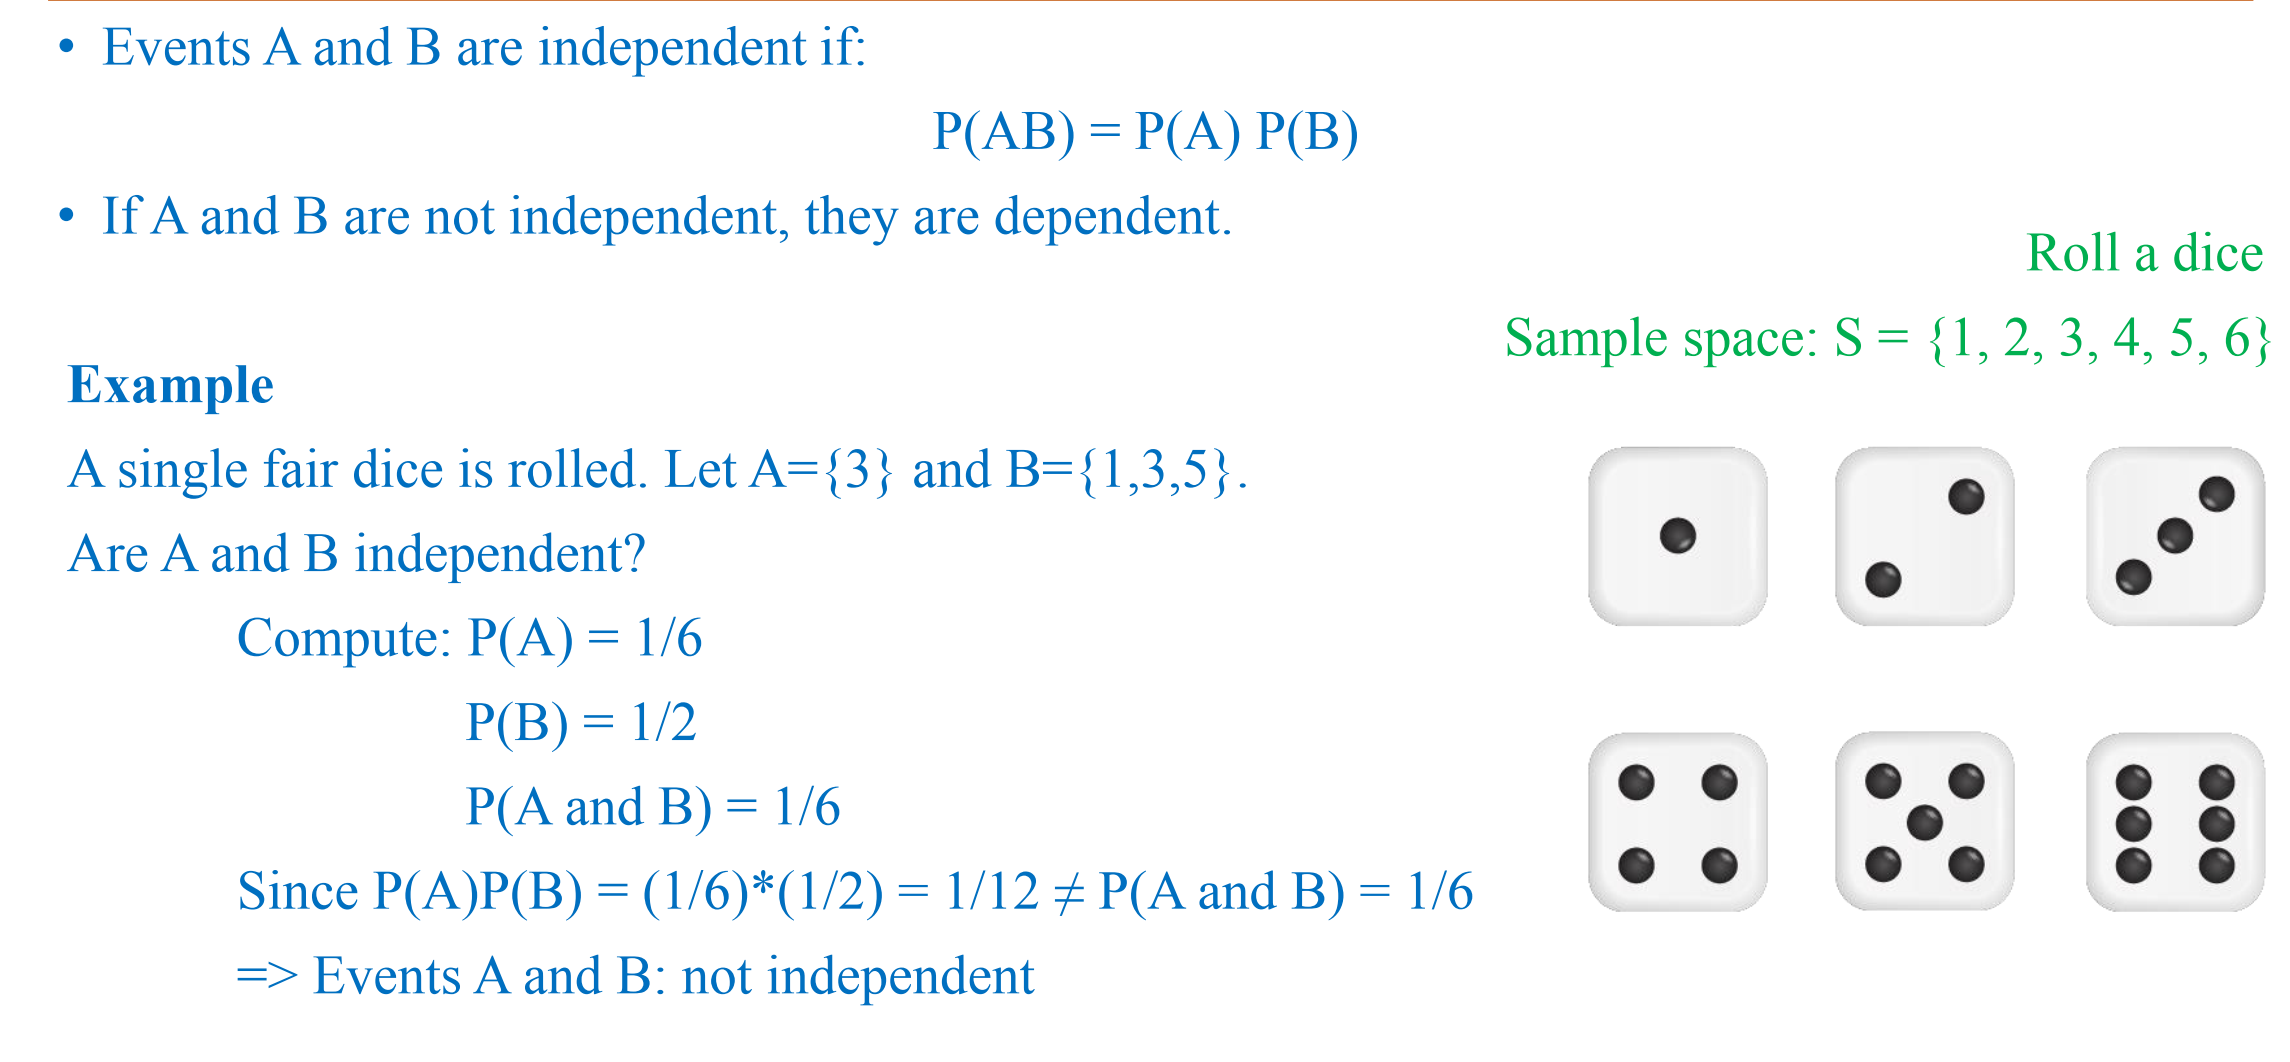 • Events A and B are independent if:
P(AB) = P(A) P(B)
• If A and B are not independent, they are dependent.
Roll a dice
Sample space: S = {1, 2, 3, 4, 5, 6}
Example
A single fair dice is rolled. Let A={3} and B={1,3,5}.
Are A and B independent?
Compute: P(A) = 1/6
P(B) = 1/2
P(A and B) = 1/6
Since P(A)P(B) = (1/6)*(1/2) = 1/12 ≠ P(A and B) = 1/6
=> Events A and B: not independent